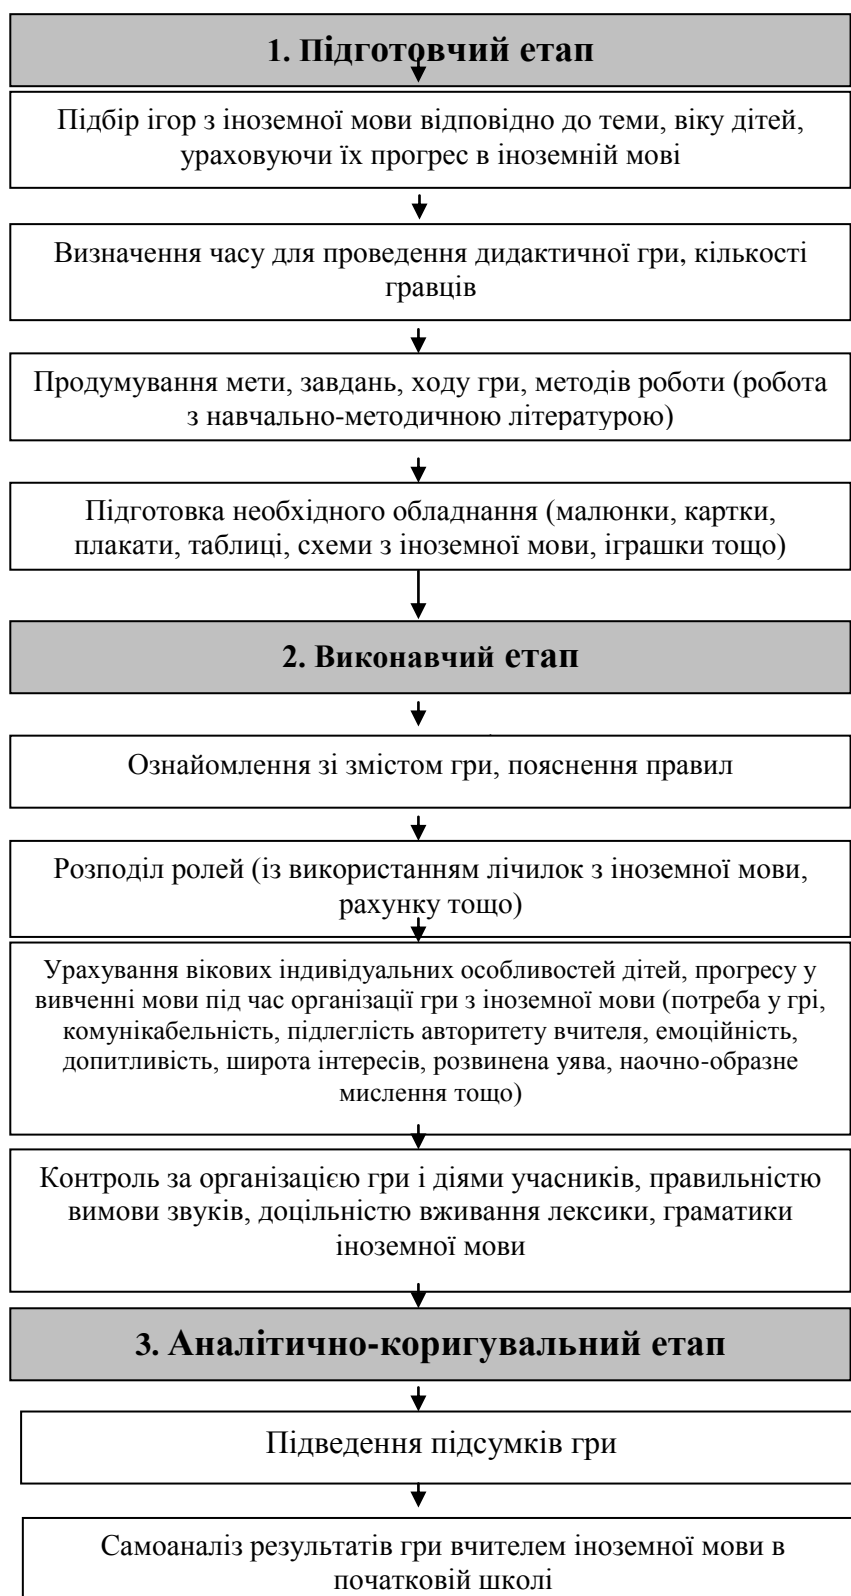 1. Підготовчий етап
Підбір ігор з іноземної мови відповідно до теми, віку дітей,
ураховуючи їх прогрес в іноземній мові
Визначення часу для проведення дидактичної гри, кількості
гравців
Продумування мети, завдань, ходу гри, методів роботи (робота
з навчально-методичною літературою)
Підготовка необхідного обладнання (малюнки, картки,
плакати, таблиці, схеми з іноземної мови, іграшки тощо)
2. Виконавчий етап
Ознайомлення зі змістом гри, пояснення правил
Розподіл ролей (із використанням лічилок з іноземної мови,
рахунку тощо)
Урахування вікових індивідуальних особливостей дітей, прогресу у
вивченні мови під час організації гри з іноземної мови (потреба у грі,
комунікабельність, підлеглість авторитету вчителя, емоційність,
допитливість, широта інтересів, розвинена уява, наочно-образне
мислення тощо)
Контроль за організацією гри і діями учасників, правильністю
вимови звуків, доцільністю вживання лексики, граматики
іноземної мови
3. Аналітично-коригувальний етап
Підведення підсумків гри
Самоаналіз результатів гри вчителем іноземної мови в
початковій школі